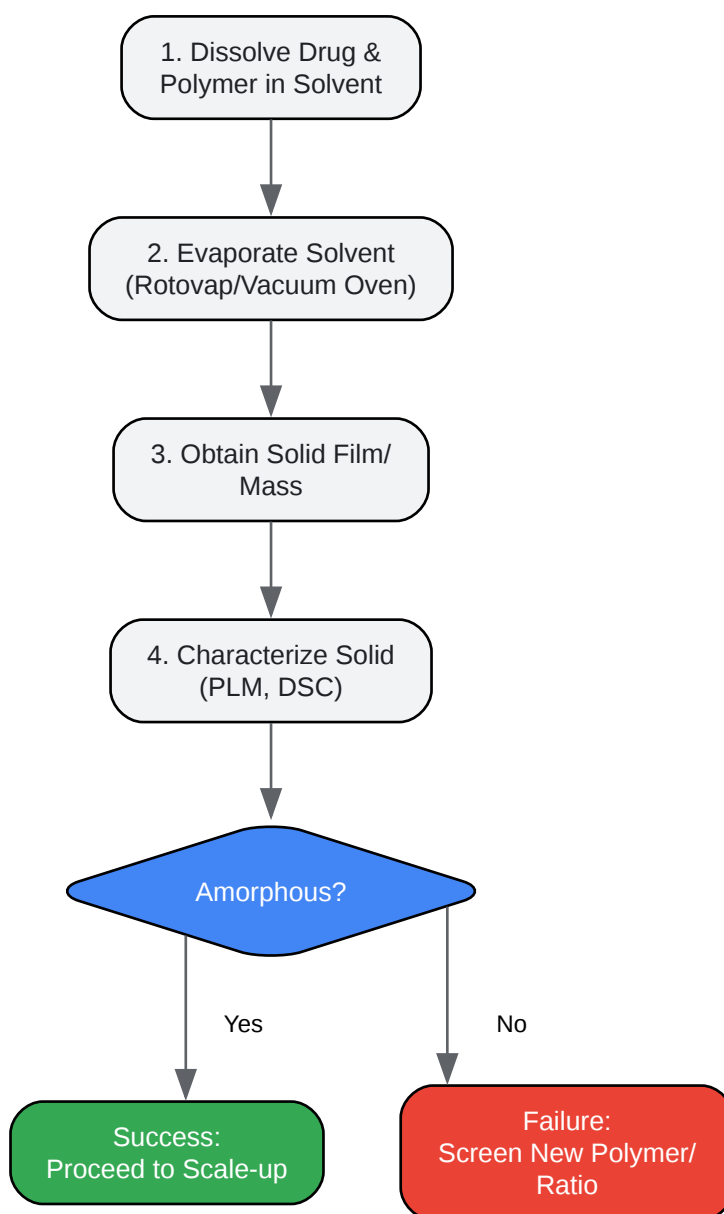 1. Dissolve Drug &
Polymer in Solvent
2. Evaporate Solvent
(Rotovap/Vacuum Oven)
3. Obtain Solid Film/
Mass
4. Characterize Solid
(PLM, DSC)
Amorphous?
Yes
No
Success:
Proceed to Scale-up
Failure:
Screen New Polymer/
Ratio